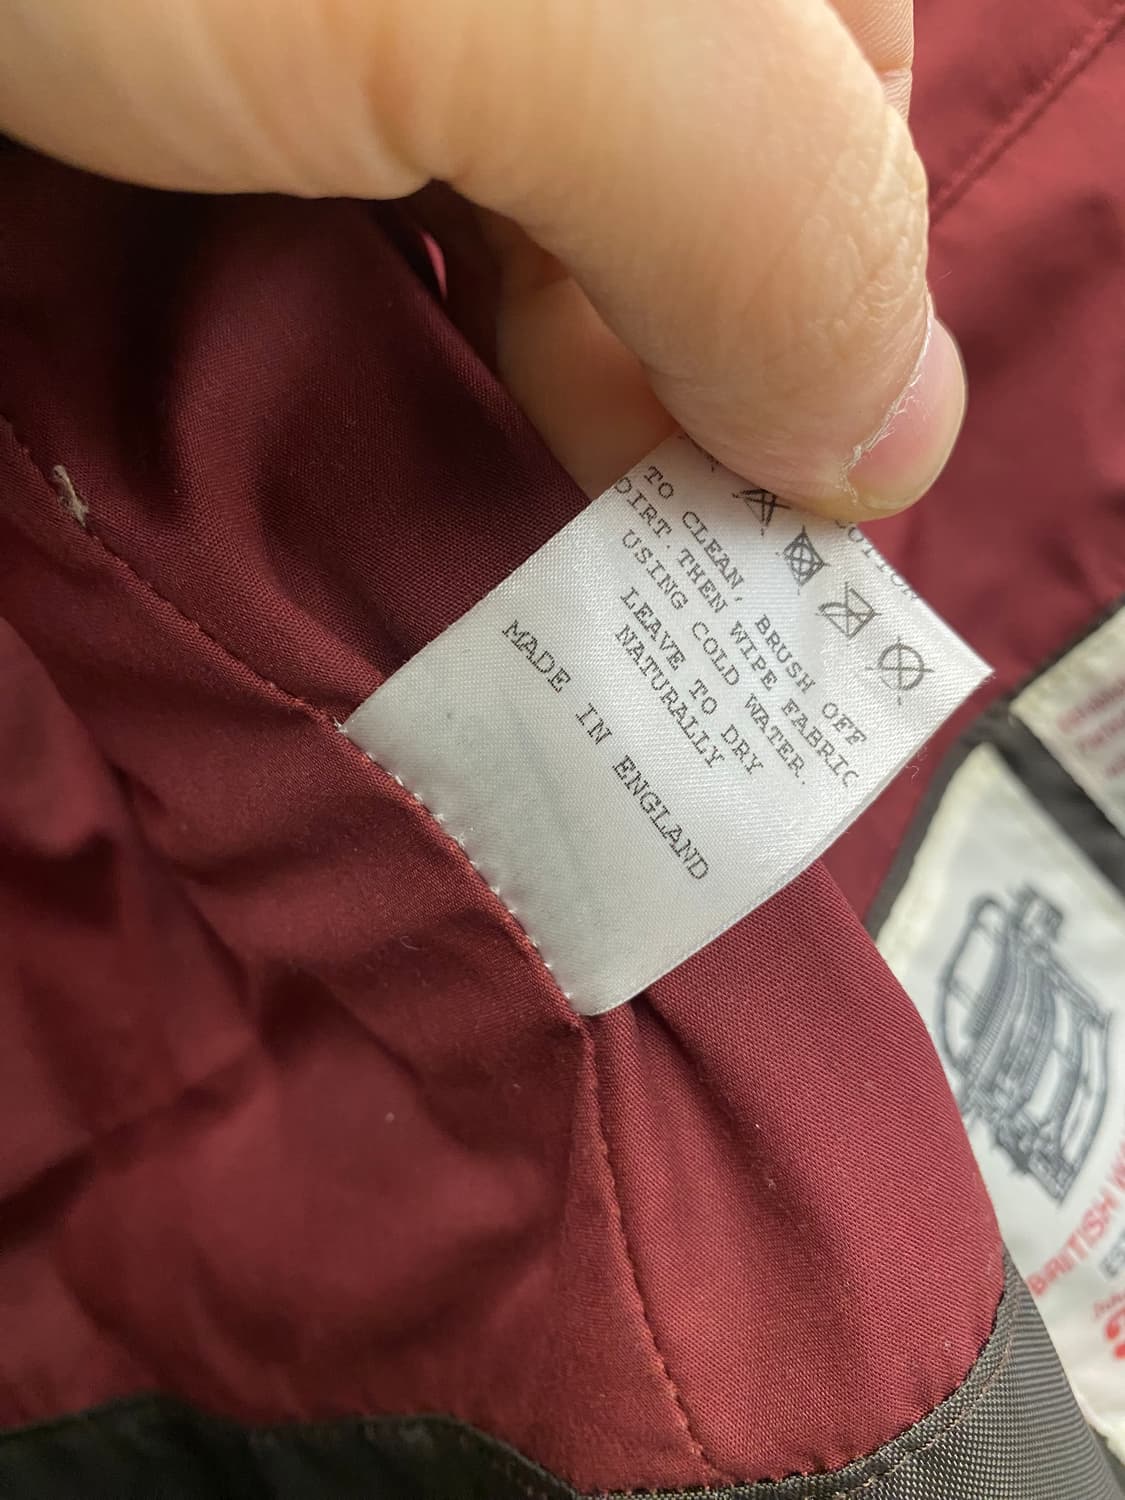 COTTON
TO CLEAN, BRUSH OFF
DIRT. THEN WIPE FABRIC
USING COLD WATER.
LEAVE TO DRY
NATURALLY
MADE IN ENGLAND
BRITISH